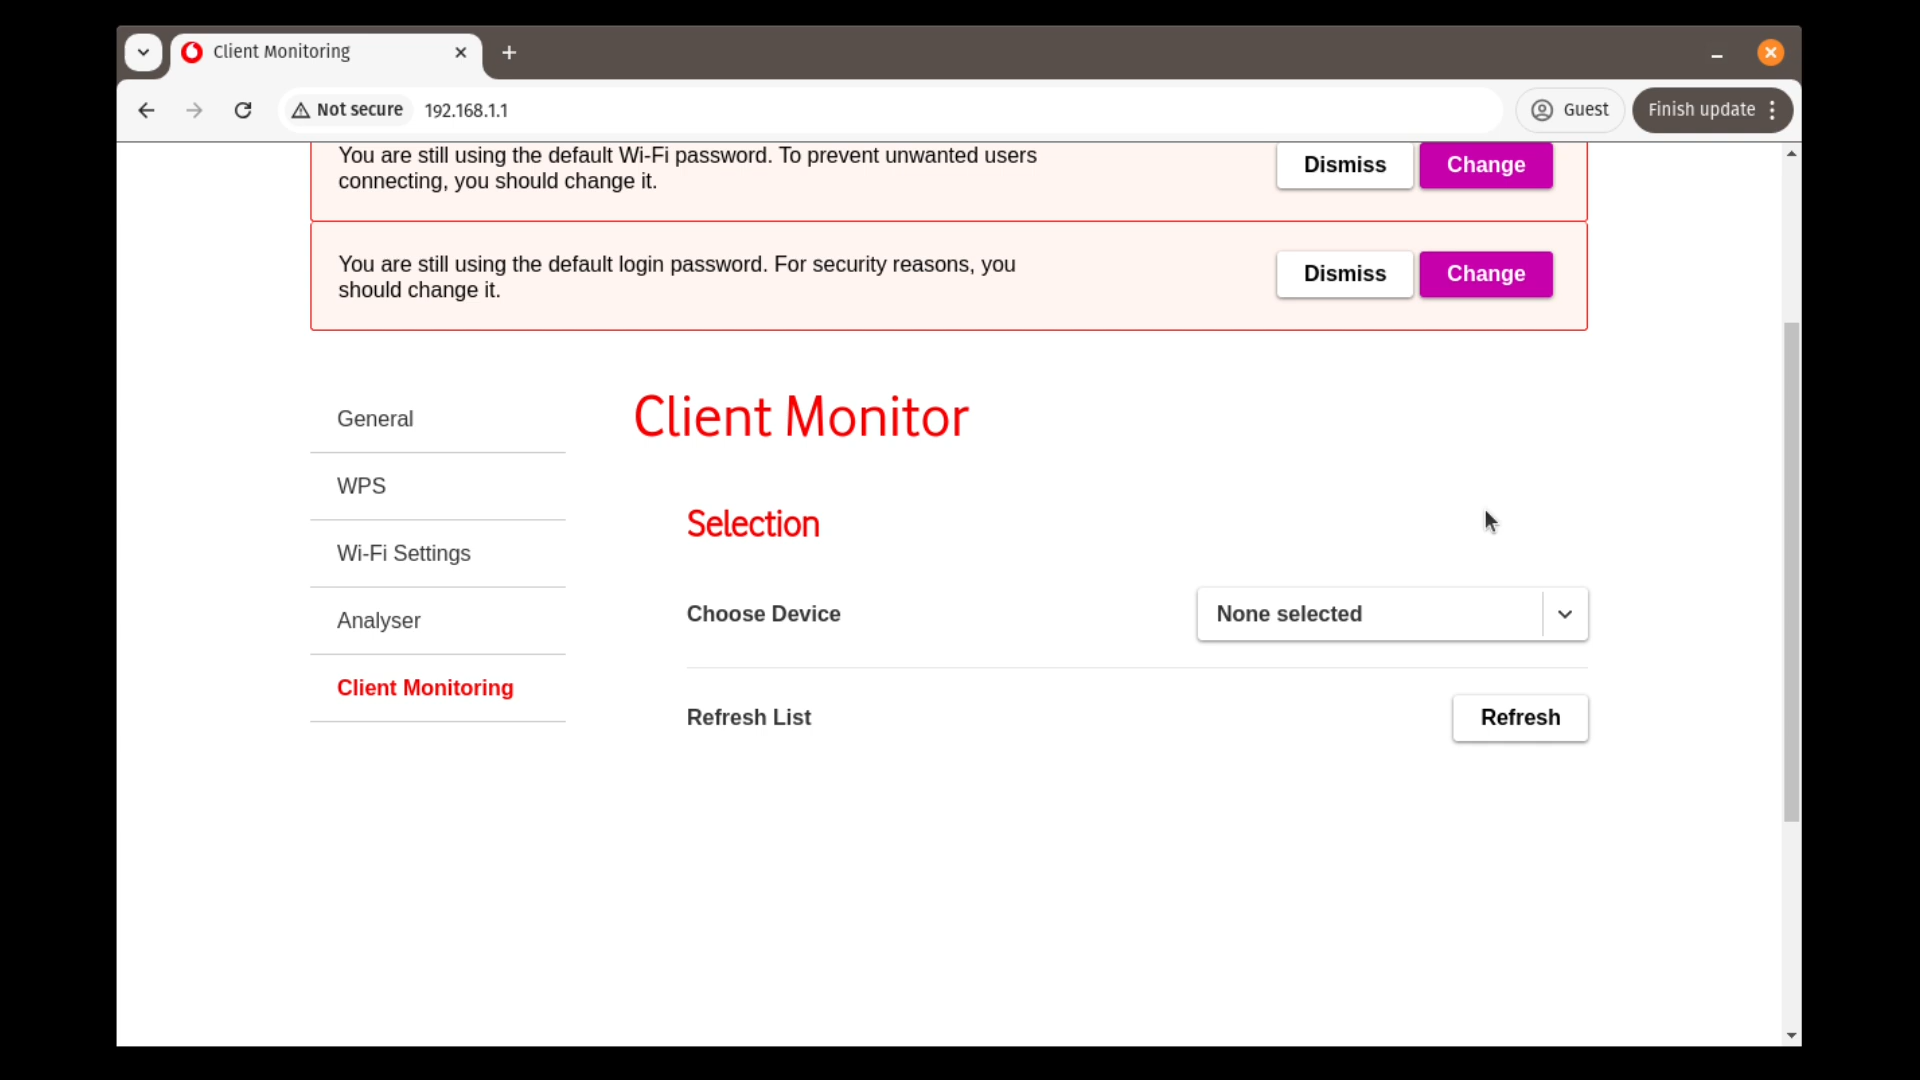 Client Monitoring
Not secure
192.168.1.1
Guest
Finish update
You are still using the default Wi-Fi password. To prevent unwanted users
connecting, you should change it.
Dismiss
Change
You are still using the default login password. For security reasons, you
should change it.
Dismiss
Change
General
WPS
Wi-Fi Settings
Analyser
Client Monitoring
Client Monitor
Selection
Choose Device
None selected
Refresh List
Refresh